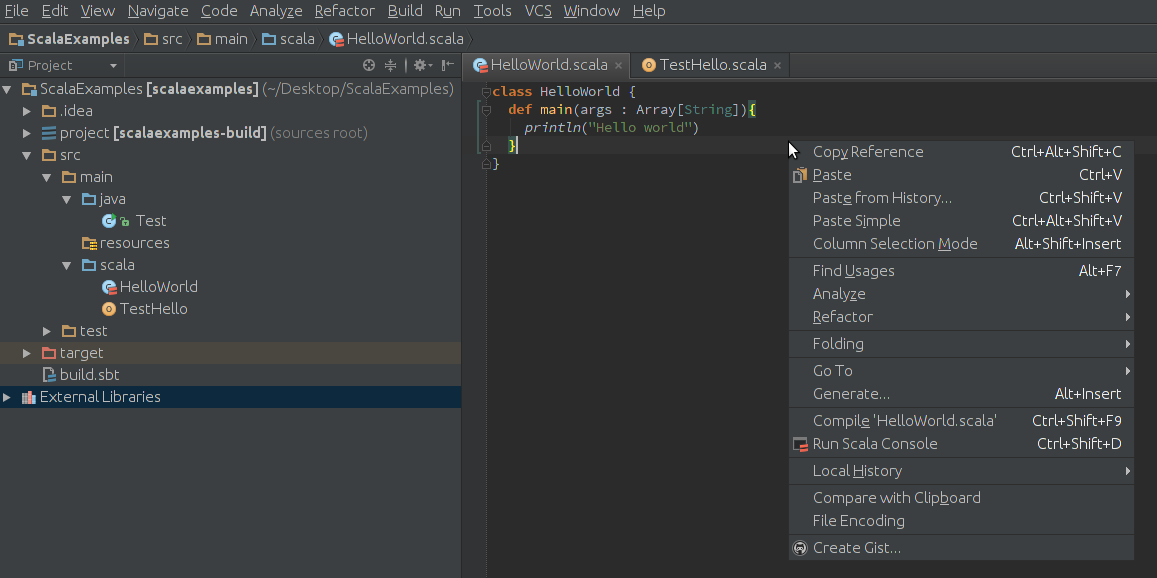 File Edit View Navigate Code Analyze Refactor Build Run Tools VCS Window Help
ScalaExamples src main scala HelloWorld.scala
Project
HelloWorld.scala TestHello.scala
ScalaExamples [scalaexamples] (~/Desktop/ScalaExamples)
.idea
project [scalaexamples-build] (sources root)
src
main
java
Test
resources
scala
HelloWorld
TestHello
test
target
build.sbt
External Libraries
class HelloWorld {
def main(args : Array[String]){
println("Hello world")
}
}
Copy Reference Ctrl+Alt+Shift+C
Paste Ctrl+V
Paste from History... Ctrl+Shift+V
Paste Simple Ctrl+Alt+Shift+V
Column Selection Mode Alt+Shift+Insert
Find Usages Alt+F7
Analyze
Refactor
Folding
Go To
Generate... Alt+Insert
Compile 'HelloWorld.scala' Ctrl+Shift+F9
Run Scala Console Ctrl+Shift+D
Local History
Compare with Clipboard
File Encoding
Create Gist...